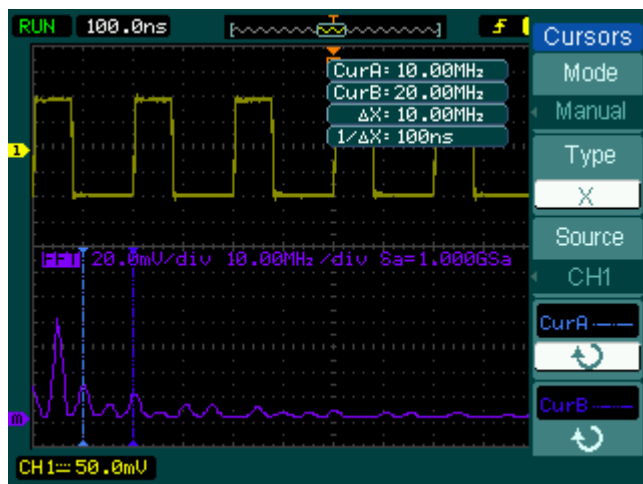 RUN 100.0ns
T
Cursors
CurA: 10.00MHz
CurB: 20.00MHz
ΔX: 10.00MHz
1/ΔX: 100ns
Mode
Manual
1
Type
X
Source
CH1
FFT 20.0mV/div 10.00MHz/div Sa=1.000GSa
CurA
CurB
CH1 50.0mV